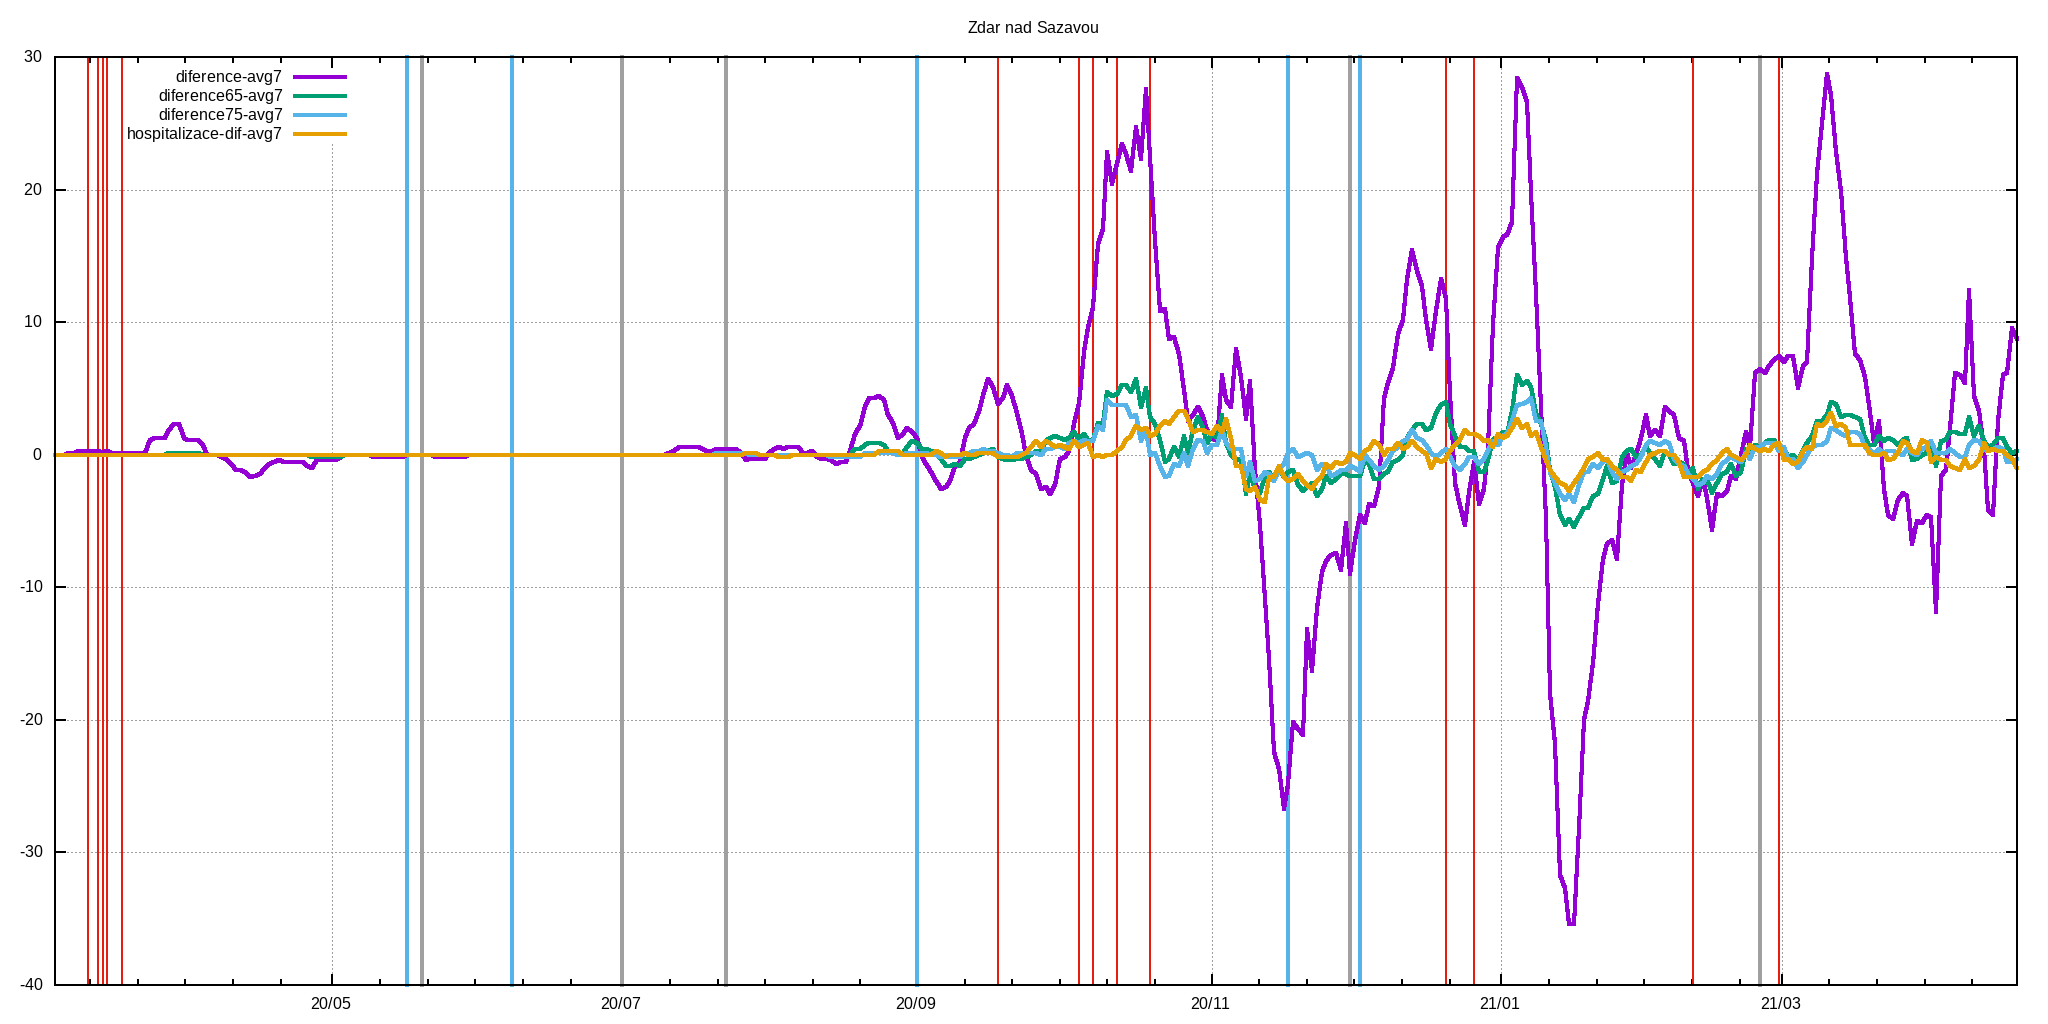 Zdar nad Sazavou
diference-avg7
diference65-avg7
diference75-avg7
hospitalizace-dif-avg7
30
20
10
0
-10
-20
-30
-40
20/05 20/07 20/09 20/11 21/01 21/03